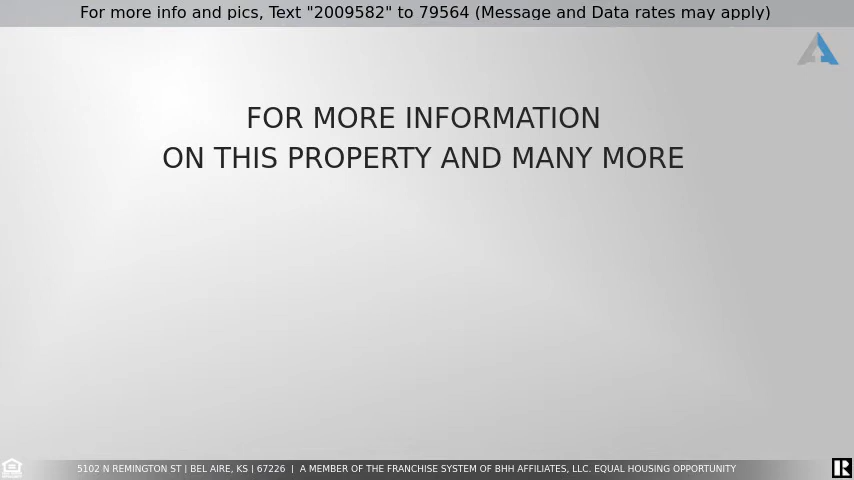 For more info and pics, Text "2009582" to 79564 (Message and Data rates may apply)
FOR MORE INFORMATION
ON THIS PROPERTY AND MANY MORE
5102 N REMINGTON ST | BEL AIRE, KS | 67226 | A MEMBER OF THE FRANCHISE SYSTEM OF BHH AFFILIATES, LLC. EQUAL HOUSING OPPORTUNITY